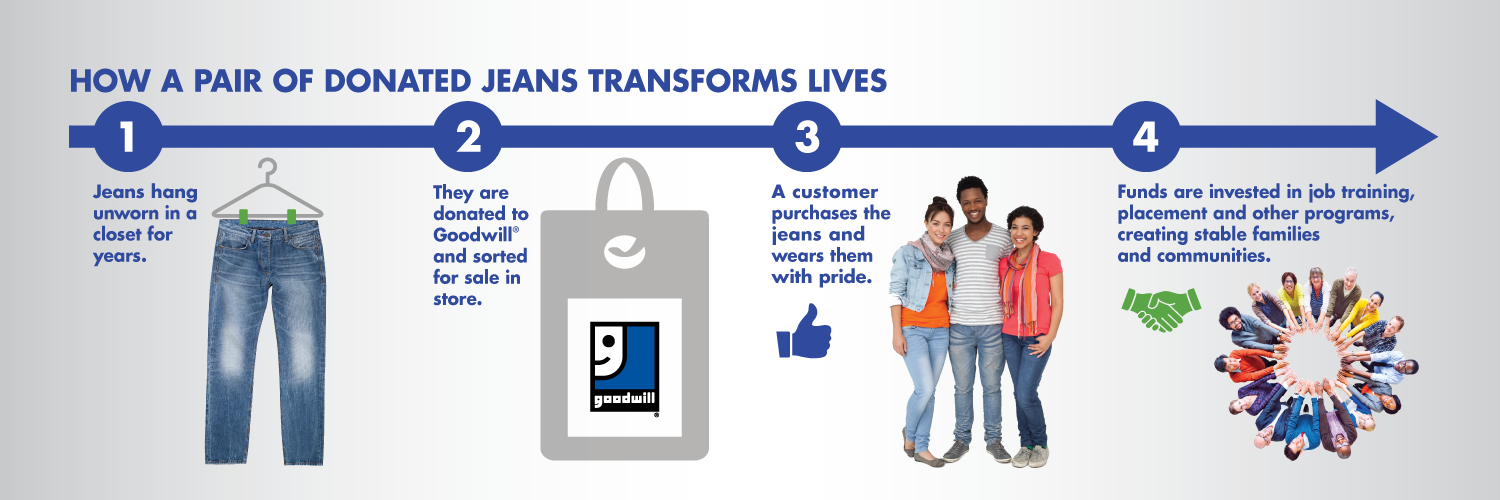 HOW A PAIR OF DONATED JEANS TRANSFORMS LIVES
1
Jeans hang
unworn in a
closet for
years.
2
They are
donated to
Goodwill®
and sorted
for sale in
store.
goodwill
®
3
A customer
purchases the
jeans and
wears them
with pride.
4
Funds are invested in job training,
placement and other programs,
creating stable families
and communities.